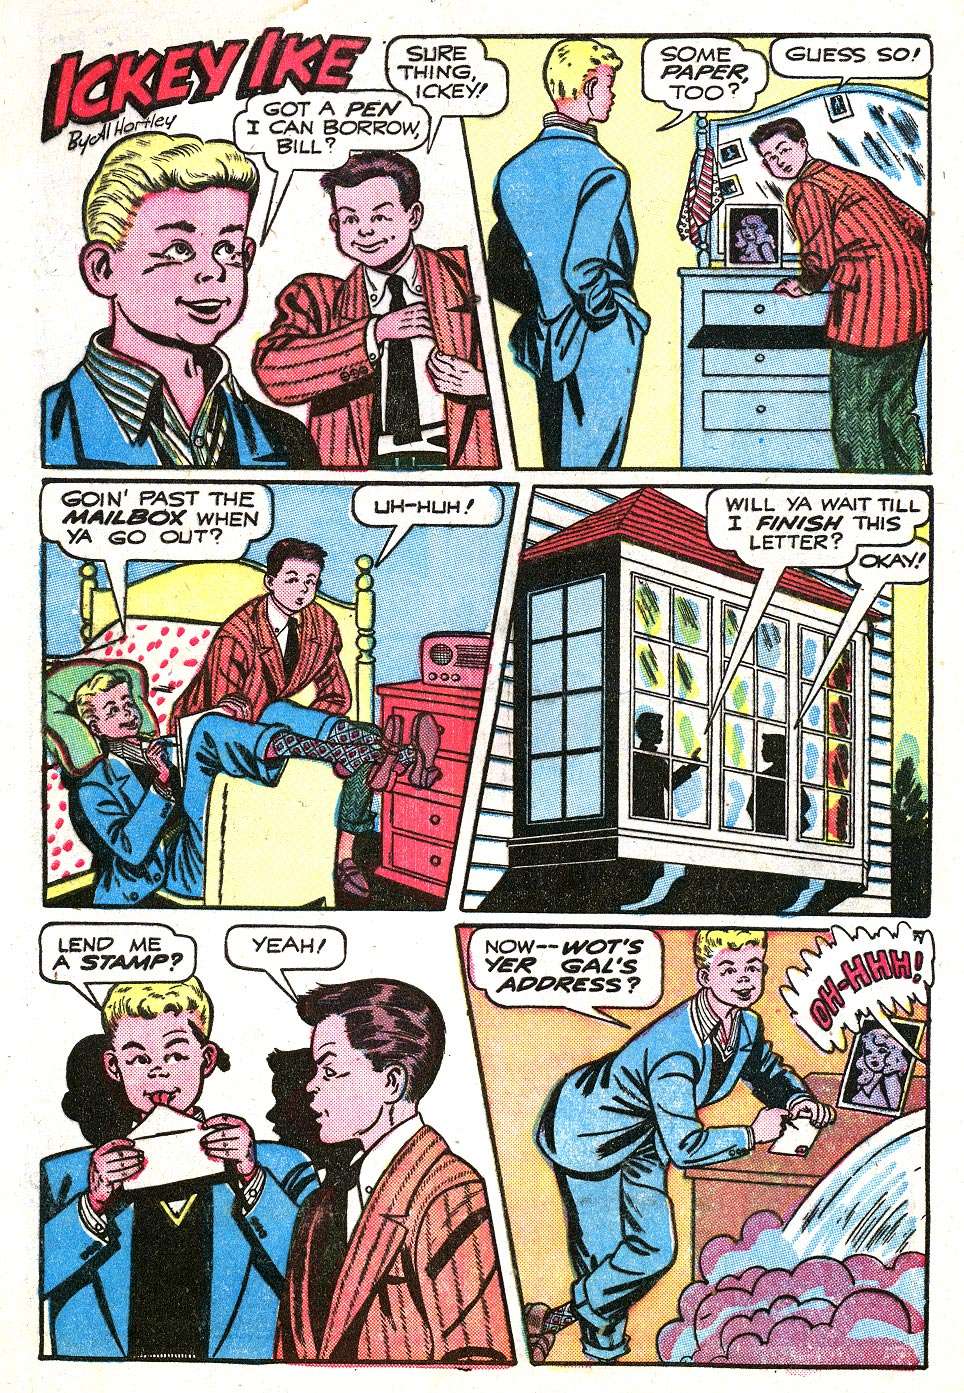 ICKEY IKE
By Al Hartley
GOT A PEN
I CAN BORROW,
BILL?
SURE
THING,
ICKEY!
SOME
PAPER,
TOO?
GUESS SO!
GOIN' PAST THE
MAILBOX WHEN
YA GO OUT?
UH-HUH!
WILL YA WAIT TILL
I FINISH THIS
LETTER?
OKAY!
LEND ME
A STAMP?
YEAH!
NOW--WOT'S
YER GAL'S
ADDRESS?
OH-HHH!